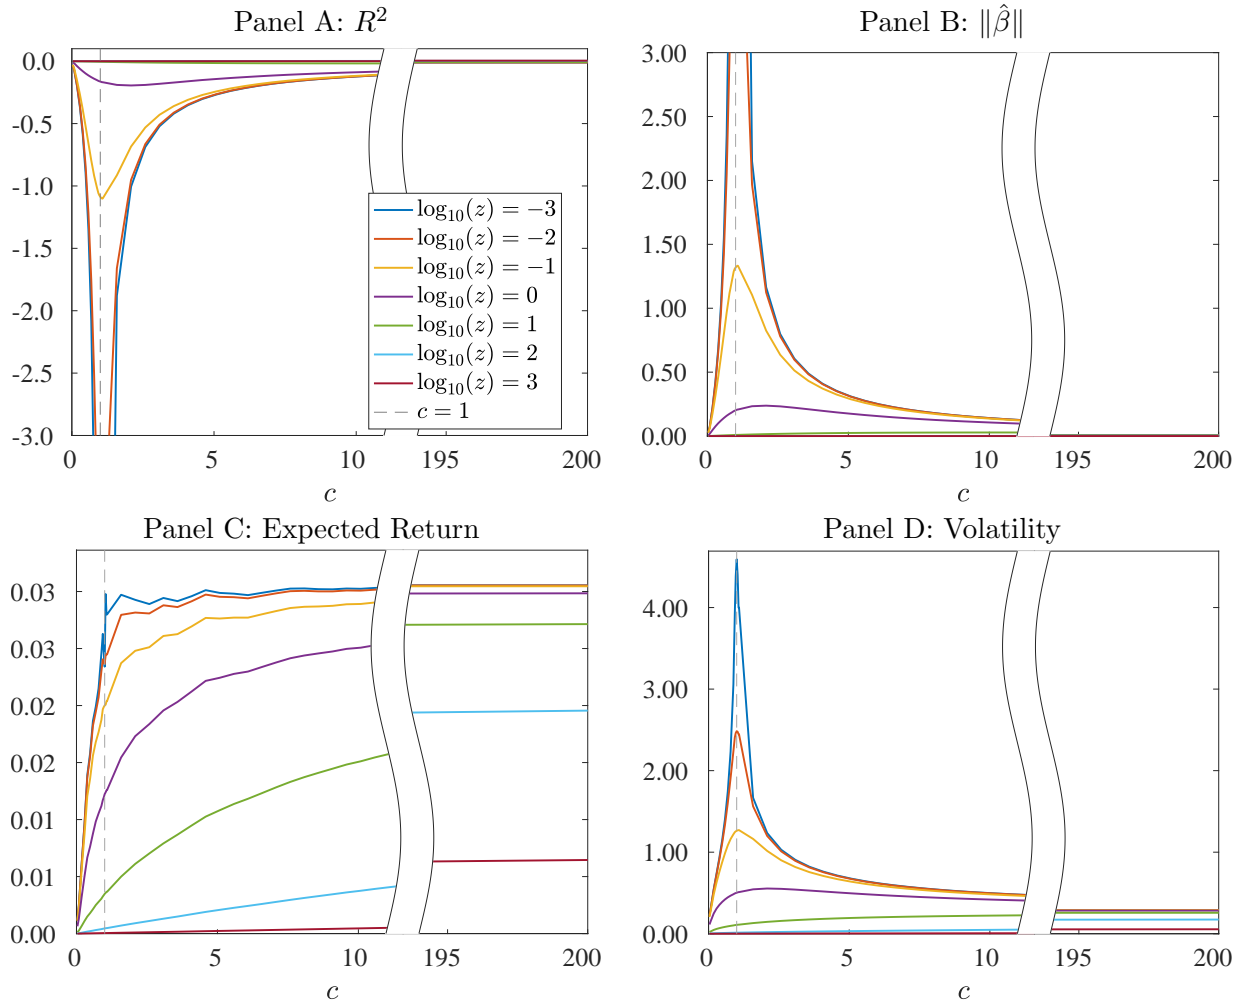 Panel A: R²
0.0
-0.5
-1.0
-1.5
-2.0
-2.5
-3.0
0 5 10 195 200
c
log₁₀(z) = −3
log₁₀(z) = −2
log₁₀(z) = −1
log₁₀(z) = 0
log₁₀(z) = 1
log₁₀(z) = 2
log₁₀(z) = 3
c = 1
Panel B: ‖β̂‖
3.00
2.50
2.00
1.50
1.00
0.50
0.00
0 5 10 195 200
c
Panel C: Expected Return
0.03
0.03
0.02
0.02
0.01
0.01
0.00
0 5 10 195 200
c
Panel D: Volatility
4.00
3.00
2.00
1.00
0.00
0 5 10 195 200
c